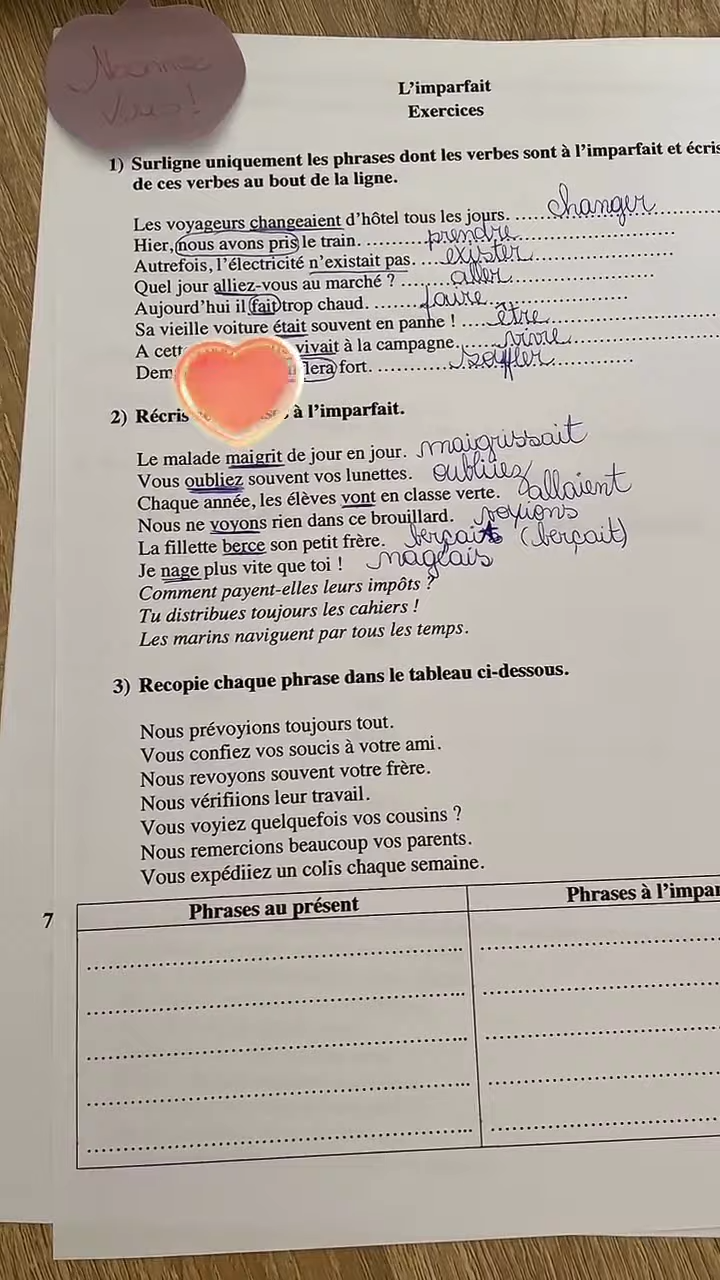 Abonnez
Vous!
L'imparfait
Exercices
1) Surligne uniquement les phrases dont les verbes sont à l'imparfait et écris
de ces verbes au bout de la ligne.
Les voyageurs changeaient d'hôtel tous les jours. changer
Hier, nous avons pris le train. prendre
Autrefois, l'électricité n'existait pas. exister
Quel jour alliez-vous au marché ? aller
Aujourd'hui il fait trop chaud. faire
Sa vieille voiture était souvent en panne ! être
A cett vivait à la campagne. vivre
Dem lera fort. souffler
2) Récris à l'imparfait.
Le malade maigrit de jour en jour. maigrissait
Vous oubliez souvent vos lunettes. oubliiez
Chaque année, les élèves vont en classe verte. allaient
Nous ne voyons rien dans ce brouillard. voyions
La fillette berce son petit frère. berçait (berçait)
Je nage plus vite que toi ! nageais
Comment payent-elles leurs impôts ?
Tu distribues toujours les cahiers !
Les marins naviguent par tous les temps.
3) Recopie chaque phrase dans le tableau ci-dessous.
Nous prévoyions toujours tout.
Vous confiez vos soucis à votre ami.
Nous revoyons souvent votre frère.
Nous vérifiions leur travail.
Vous voyiez quelquefois vos cousins ?
Nous remercions beaucoup vos parents.
Vous expédiiez un colis chaque semaine.
7
Phrases au présent Phrases à l'impar